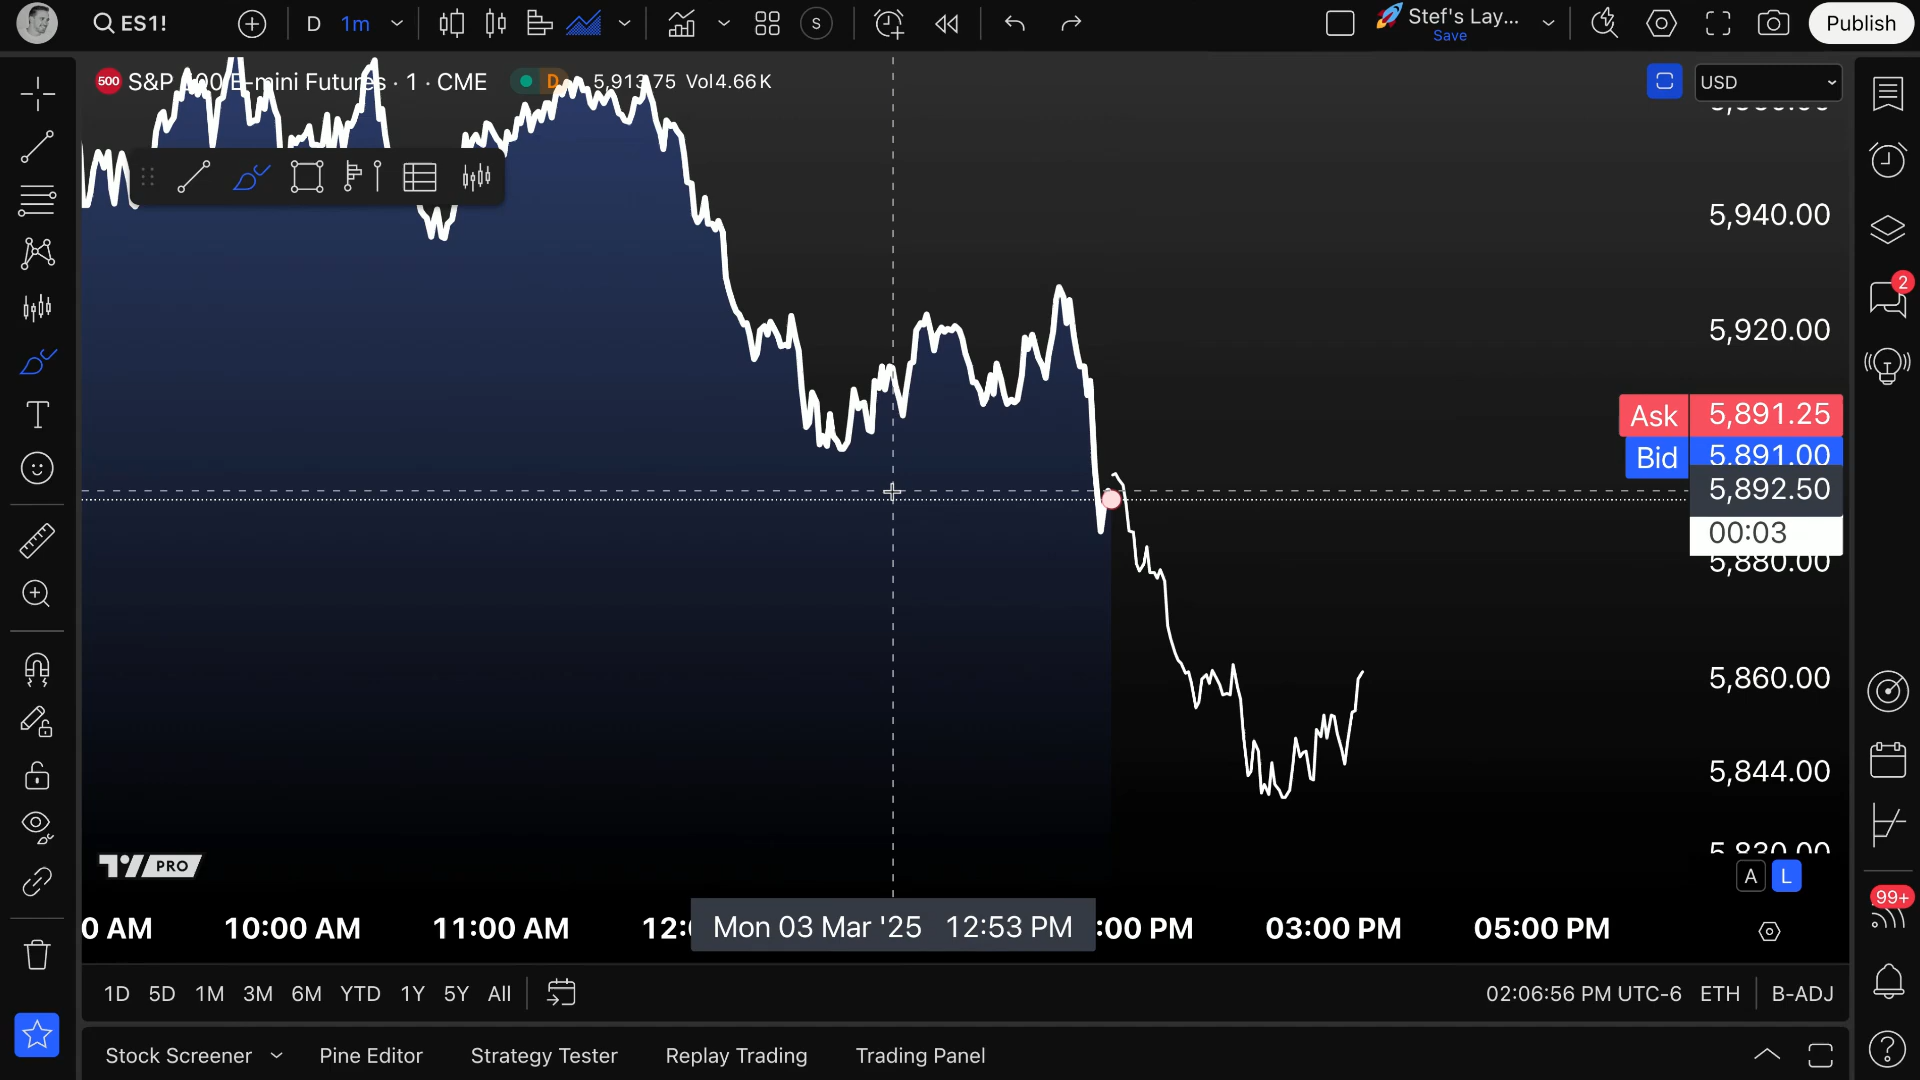 ES1!
D
1m
S
Stef's Lay...
Save
Publish
500
S&P 500 E-mini Futures · 1 · CME
D
5,913.75 Vol4.66K
USD
5,940.00
2
5,920.00
Ask
5,891.25
Bid
5,891.00
5,892.50
00:03
5,880.00
5,860.00
5,844.00
5,830.00
PRO
A
L
99+
0 AM
10:00 AM
11:00 AM
12:
Mon 03 Mar '25 12:53 PM
:00 PM
03:00 PM
05:00 PM
1D
5D
1M
3M
6M
YTD
1Y
5Y
All
02:06:56 PM UTC-6
ETH
B-ADJ
Stock Screener
Pine Editor
Strategy Tester
Replay Trading
Trading Panel